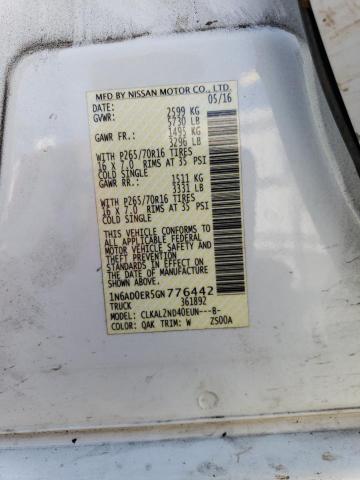 MFD BY NISSAN MOTOR CO., LTD.
DATE: 05/16
GVWR: 2599 KG
5730 LB
GAWR FR.: 1495 KG
3296 LB
WITH P265/70R16 TIRES
16 X 7.0 RIMS AT 35 PSI
COLD SINGLE
GAWR RR.: 1511 KG
3331 LB
WITH P265/70R16 TIRES
16 X 7.0 RIMS AT 35 PSI
COLD SINGLE
THIS VEHICLE CONFORMS TO
ALL APPLICABLE FEDERAL
MOTOR VEHICLE SAFETY
AND THEFT PREVENTION
STANDARDS IN EFFECT ON
THE DATE OF MANUFACTURE
SHOWN ABOVE.
1N6AD0ER5GN776442
TRUCK 361892
MODEL: CLKAL2ND40EUN---B-
COLOR: QAK TRIM: W ZS00A